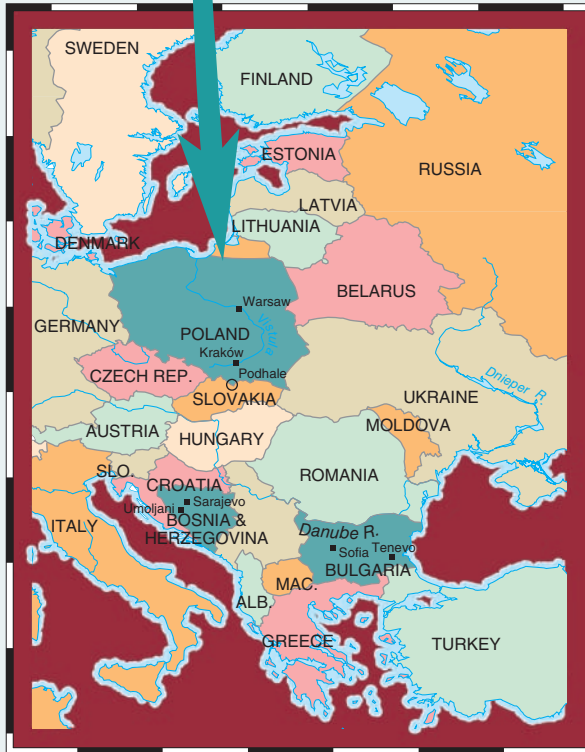 SWEDEN
FINLAND
ESTONIA
RUSSIA
LATVIA
LITHUANIA
DENMARK
BELARUS
Warsaw
GERMANY
POLAND
Vistula
Kraków
Podhale
CZECH REP.
SLOVAKIA
Dnieper R.
UKRAINE
MOLDOVA
AUSTRIA
HUNGARY
SLO.
ROMANIA
CROATIA
Sarajevo
Umoljani
ITALY
BOSNIA &
HERZEGOVINA
Danube R.
Sofia
Tenevo
BULGARIA
MAC.
ALB.
GREECE
TURKEY